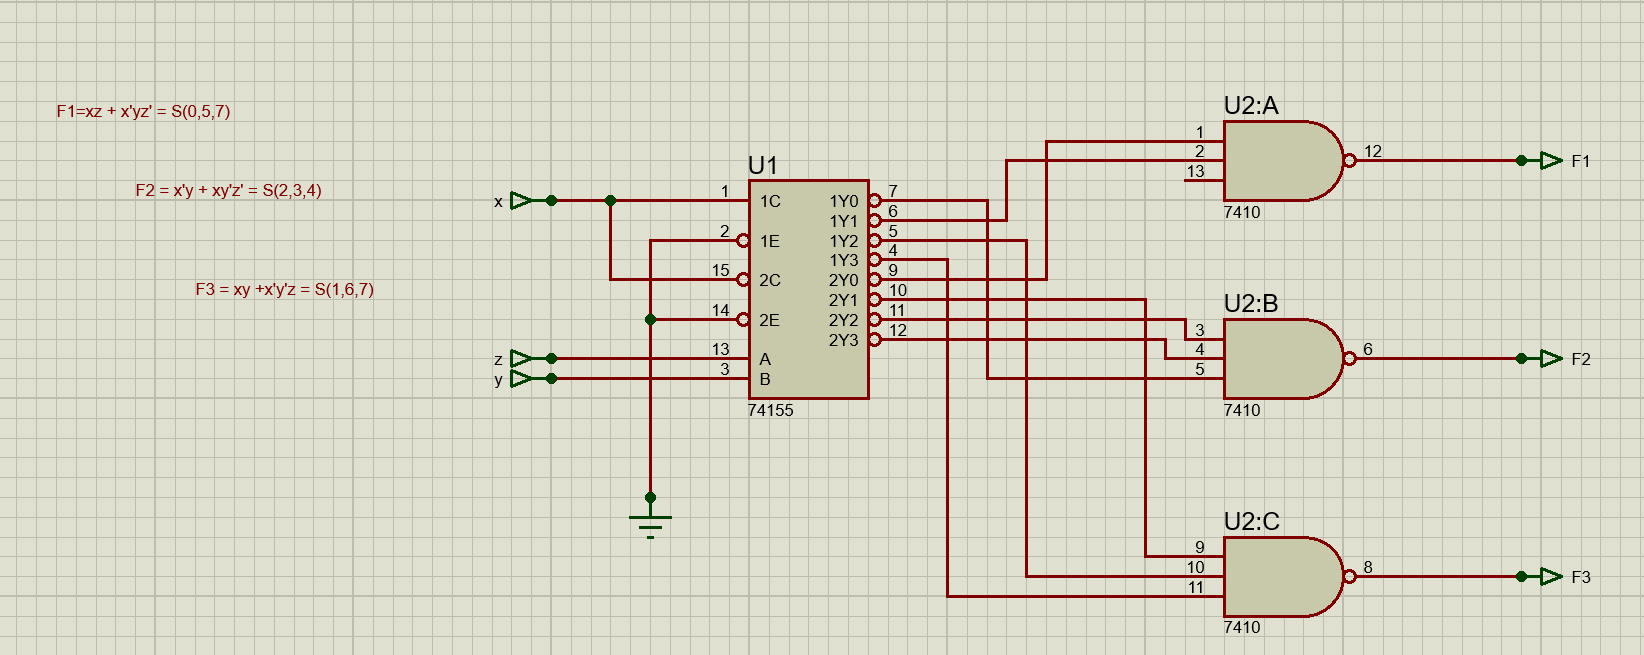 F1=xz + x'yz' = S(0,5,7)
F2 = x'y + xy'z' = S(2,3,4)
F3 = xy +x'y'z = S(1,6,7)
x
z
y
U1
1 1C 1Y0 7
1Y1 6
2 1E 1Y2 5
1Y3 4
15 2C 2Y0 9
2Y1 10
14 2E 2Y2 11
2Y3 12
13 A
3 B
74155
U2:A
1
2 12 F1
13
7410
U2:B
3
4 6 F2
5
7410
U2:C
9
10 8 F3
11
7410